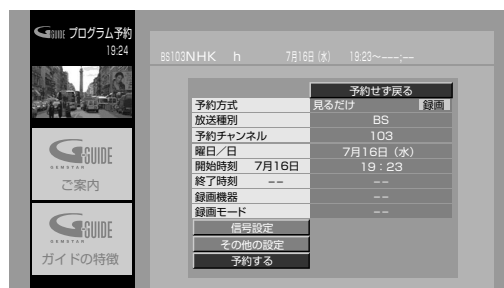 GGUIDE プログラム予約
19:24
BS103NHK h 7月16日(水) 19:23~---;--
予約せず戻る
予約方式 見るだけ 録画
放送種別 BS
予約チャンネル 103
曜日／日 7月16日（水）
開始時刻 7月16日 19：23
終了時刻 -- --
録画機器 --
録画モード --
信号設定
その他の設定
予約する
GGUIDE
GEMSTAR
ご案内
GGUIDE
GEMSTAR
ガイドの特徴